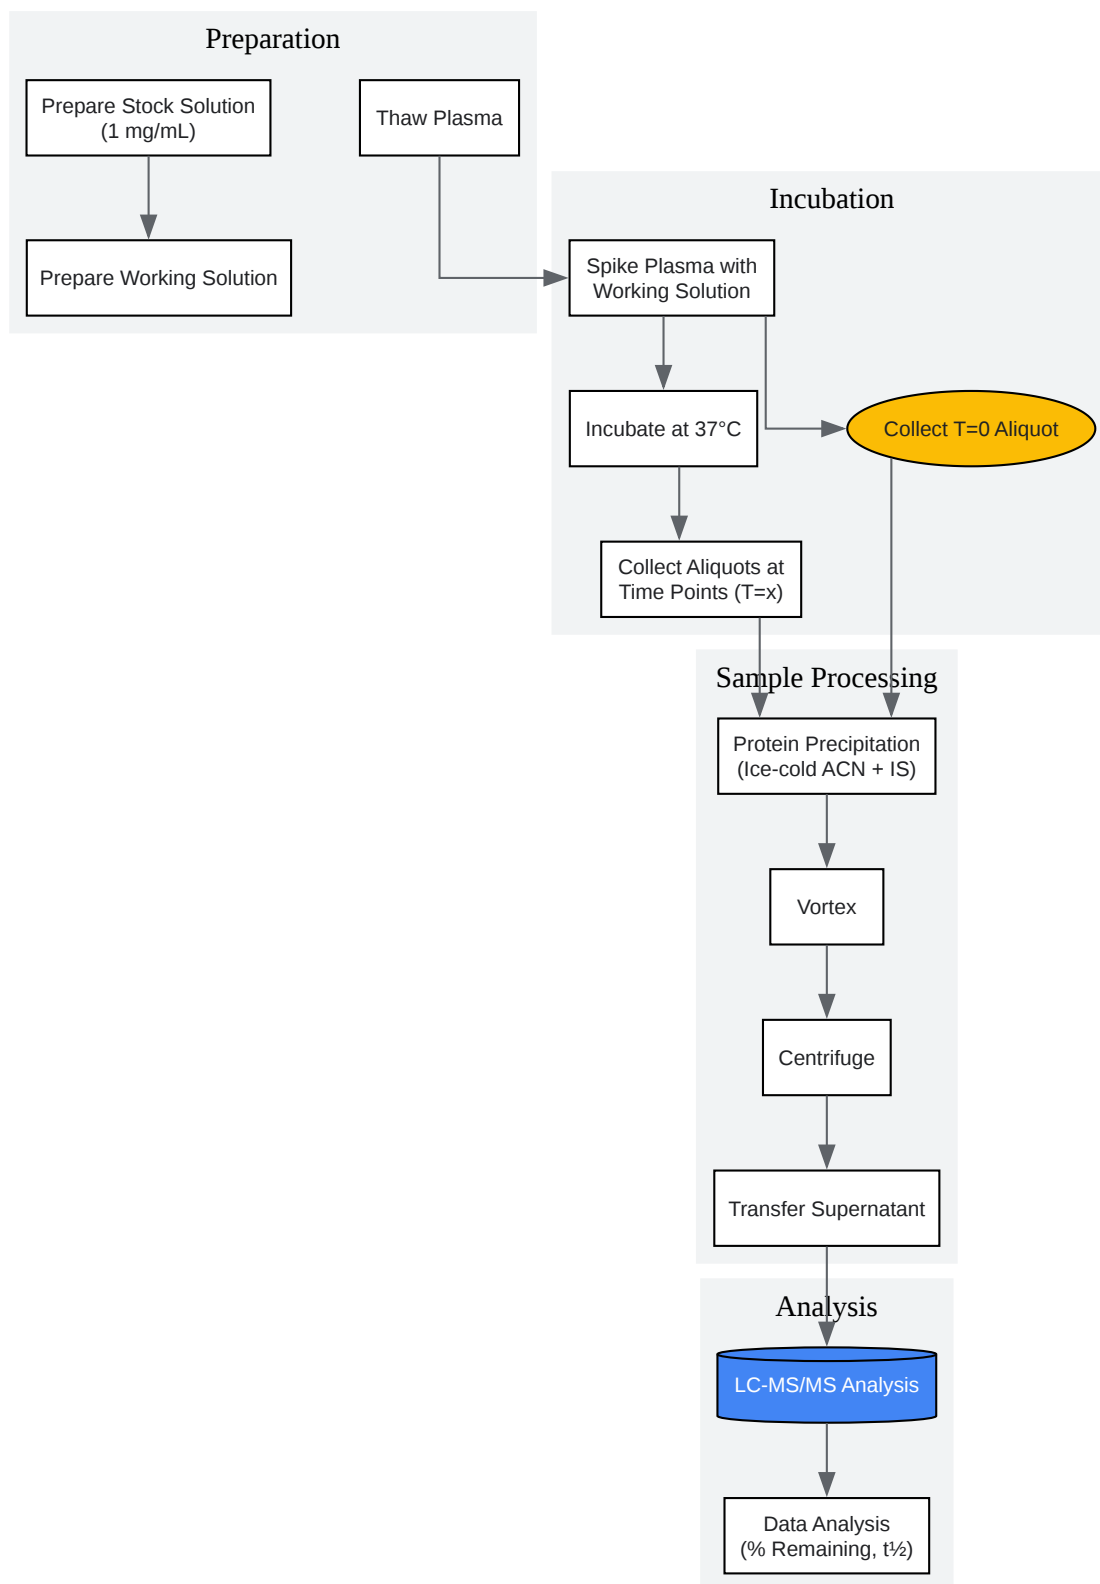 Preparation
Prepare Stock Solution
(1 mg/mL)
Thaw Plasma
Prepare Working Solution
Incubation
Spike Plasma with
Working Solution
Incubate at 37°C
Collect T=0 Aliquot
Collect Aliquots at
Time Points (T=x)
Sample Processing
Protein Precipitation
(Ice-cold ACN + IS)
Vortex
Centrifuge
Transfer Supernatant
Analysis
LC-MS/MS Analysis
Data Analysis
(% Remaining, t½)